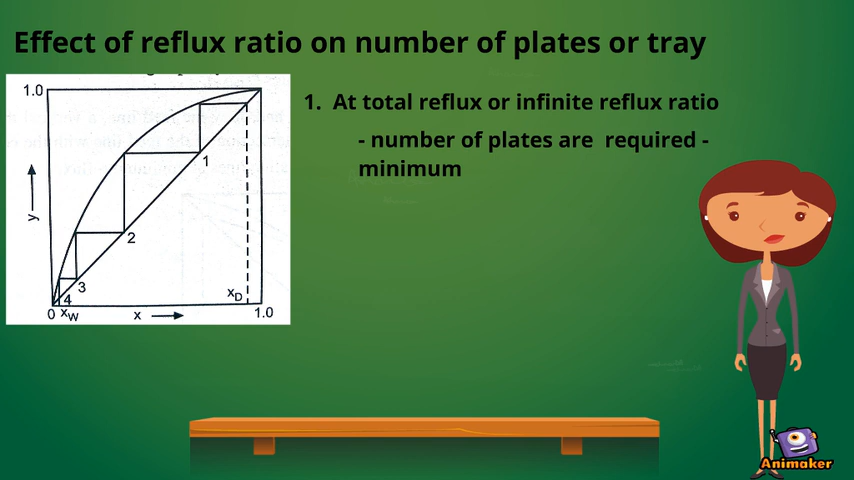 Effect of reflux ratio on number of plates or tray
1.0
1. At total reflux or infinite reflux ratio
- number of plates are required -
minimum
1
y
2
3
4
xD
0 xW x 1.0
Animaker